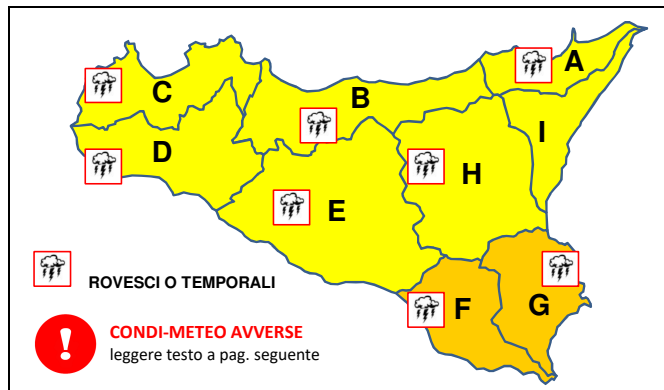 A
C
B
I
D
H
E
F
G
ROVESCI O TEMPORALI
CONDI-METEO AVVERSE
leggere testo a pag. seguente